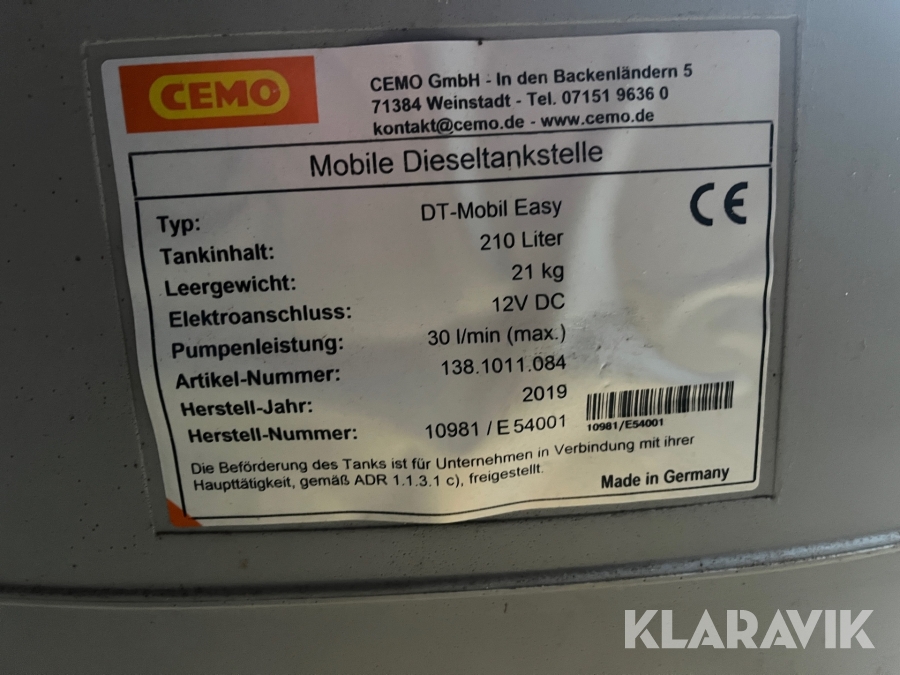 CEMO
CEMO GmbH - In den Backenländern 5
71384 Weinstadt - Tel. 07151 9636 0
kontakt@cemo.de - www.cemo.de
Mobile Dieseltankstelle
Typ: DT-Mobil Easy
CE
Tankinhalt: 210 Liter
Leergewicht: 21 kg
Elektroanschluss: 12V DC
Pumpenleistung: 30 l/min (max.)
Artikel-Nummer: 138.1011.084
Herstell-Jahr: 2019
Herstell-Nummer: 10981 / E 54001
10981/E54001
Die Beförderung des Tanks ist für Unternehmen in Verbindung mit ihrer
Haupttätigkeit, gemäß ADR 1.1.3.1 c), freigestellt.
Made in Germany
KLARAVIK